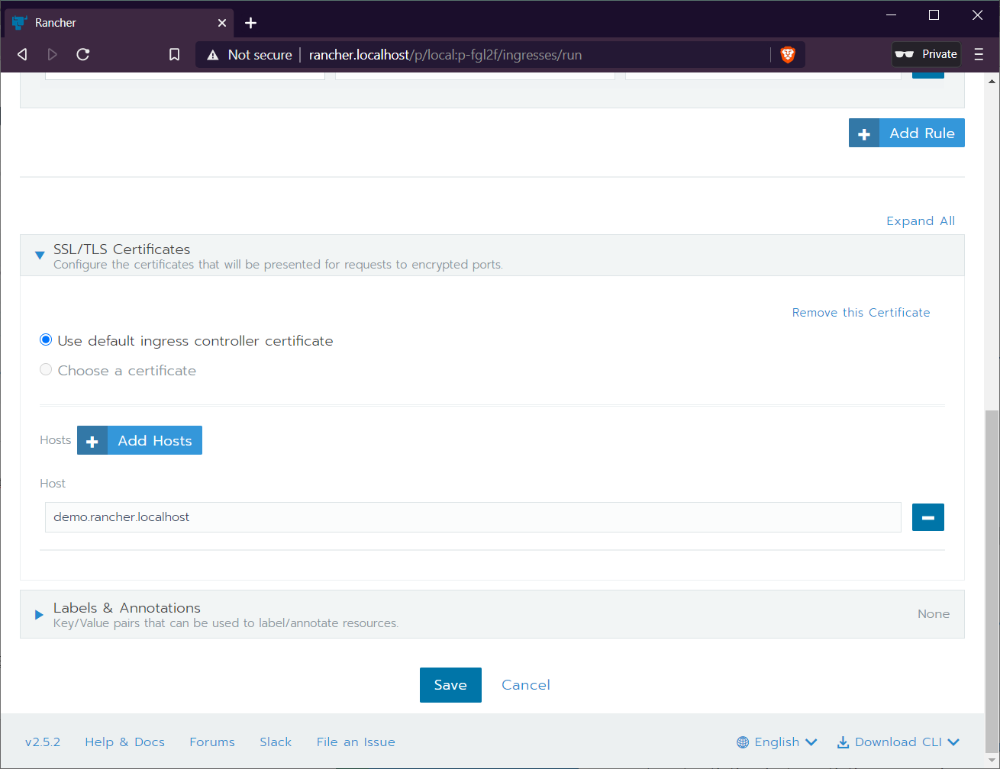 Rancher
Not secure
rancher.localhost/p/local:p-fgl2f/ingresses/run
Private
Add Rule
Expand All
SSL/TLS Certificates
Configure the certificates that will be presented for requests to encrypted ports.
Remove this Certificate
Use default ingress controller certificate
Choose a certificate
Hosts
Add Hosts
Host
demo.rancher.localhost
Labels & Annotations
Key/Value pairs that can be used to label/annotate resources.
None
Save
Cancel
v2.5.2
Help & Docs
Forums
Slack
File an Issue
English
Download CLI